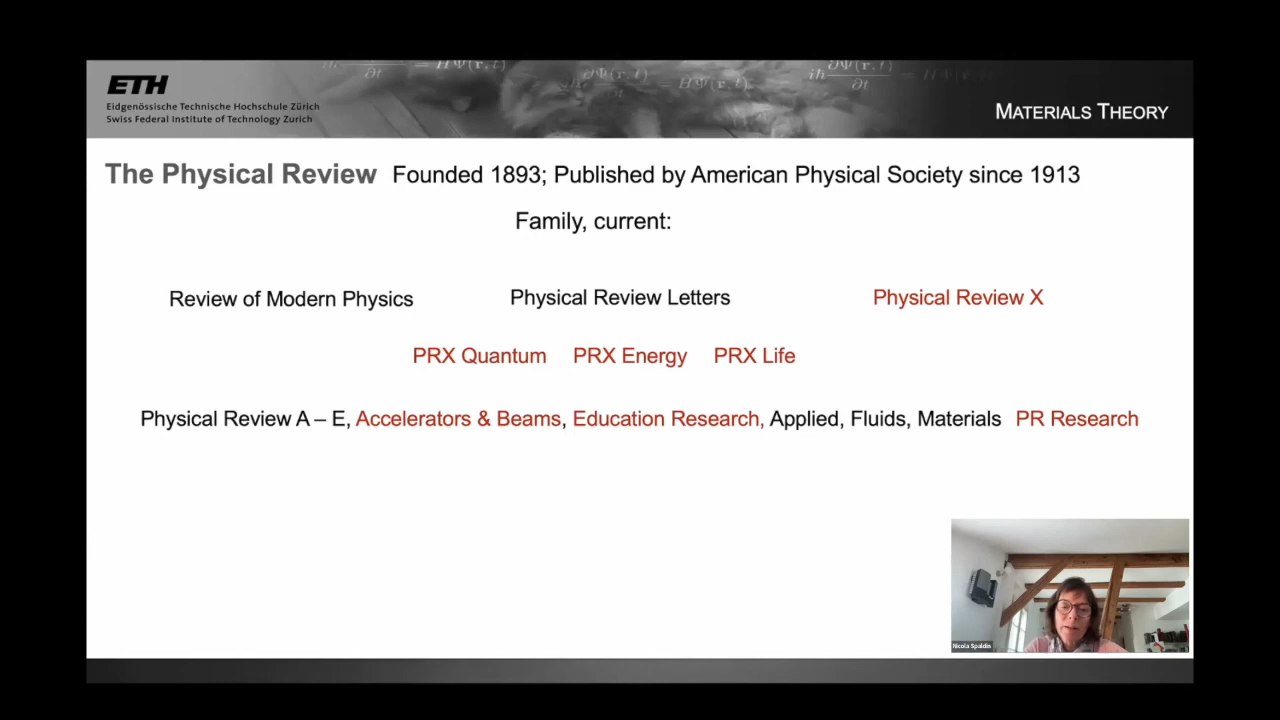 ETH
Eidgenössische Technische Hochschule Zürich
Swiss Federal Institute of Technology Zurich
MATERIALS THEORY
The Physical Review Founded 1893; Published by American Physical Society since 1913
Family, current:
Review of Modern Physics Physical Review Letters Physical Review X
PRX Quantum PRX Energy PRX Life
Physical Review A – E, Accelerators & Beams, Education Research, Applied, Fluids, Materials PR Research
Nicola Spaldin